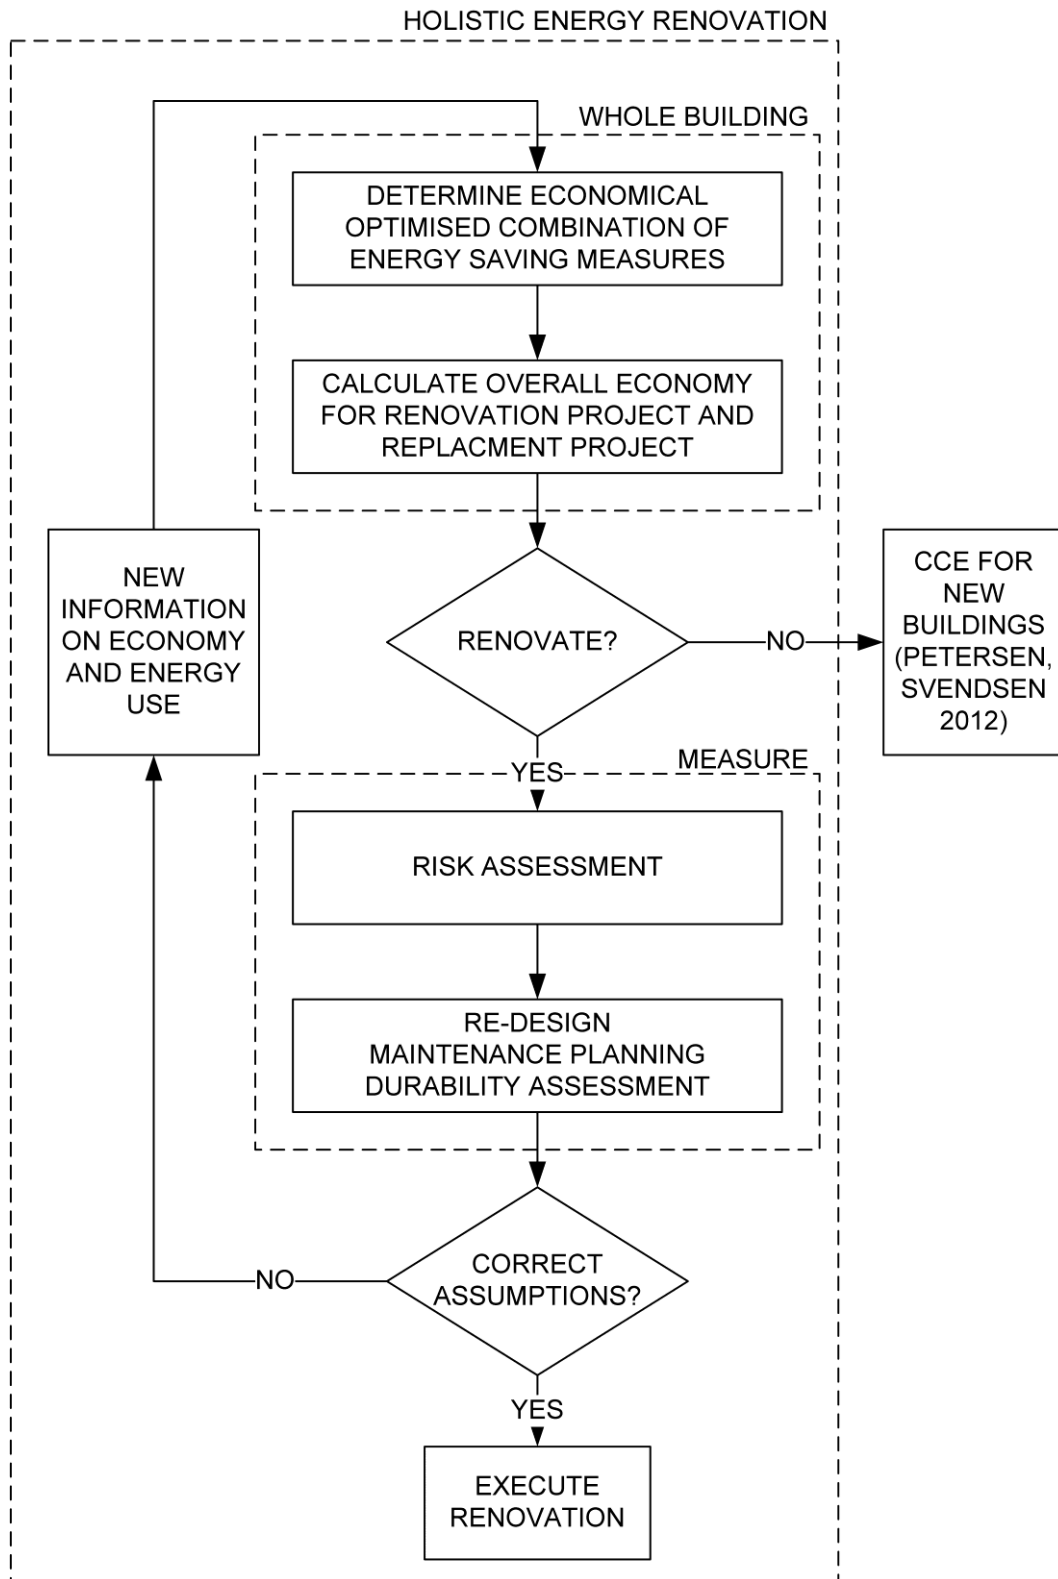 HOLISTIC ENERGY RENOVATION
WHOLE BUILDING
DETERMINE ECONOMICAL
OPTIMISED COMBINATION OF
ENERGY SAVING MEASURES
CALCULATE OVERALL ECONOMY
FOR RENOVATION PROJECT AND
REPLACMENT PROJECT
NEW
INFORMATION
ON ECONOMY
AND ENERGY
USE
RENOVATE?
NO
CCE FOR
NEW
BUILDINGS
(PETERSEN,
SVENDSEN
2012)
YES
MEASURE
RISK ASSESSMENT
RE-DESIGN
MAINTENANCE PLANNING
DURABILITY ASSESSMENT
CORRECT
ASSUMPTIONS?
NO
YES
EXECUTE
RENOVATION